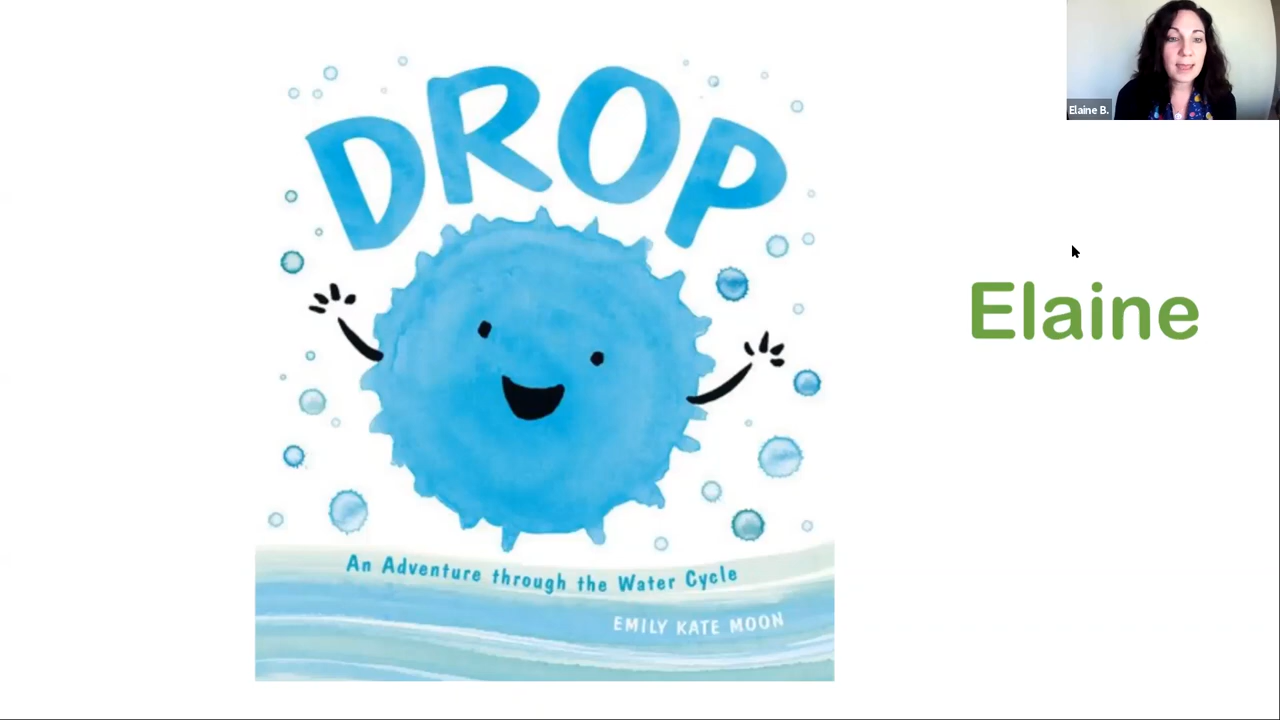 DROP
An Adventure through the Water Cycle
EMILY KATE MOON
Elaine
Elaine B.